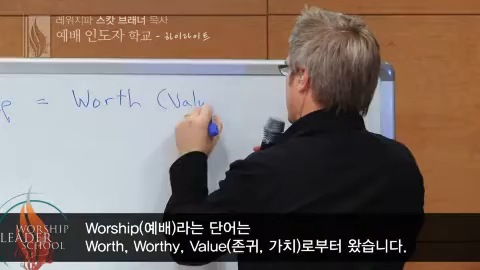 레위지파 스캇 브래너 목사
예배 인도자 학교 - 하이라이트
p = Worth (Valu
WORSHIP
LEADER
SCHOOL
Worship(예배)라는 단어는
Worth, Worthy, Value(존귀, 가치)로부터 왔습니다.